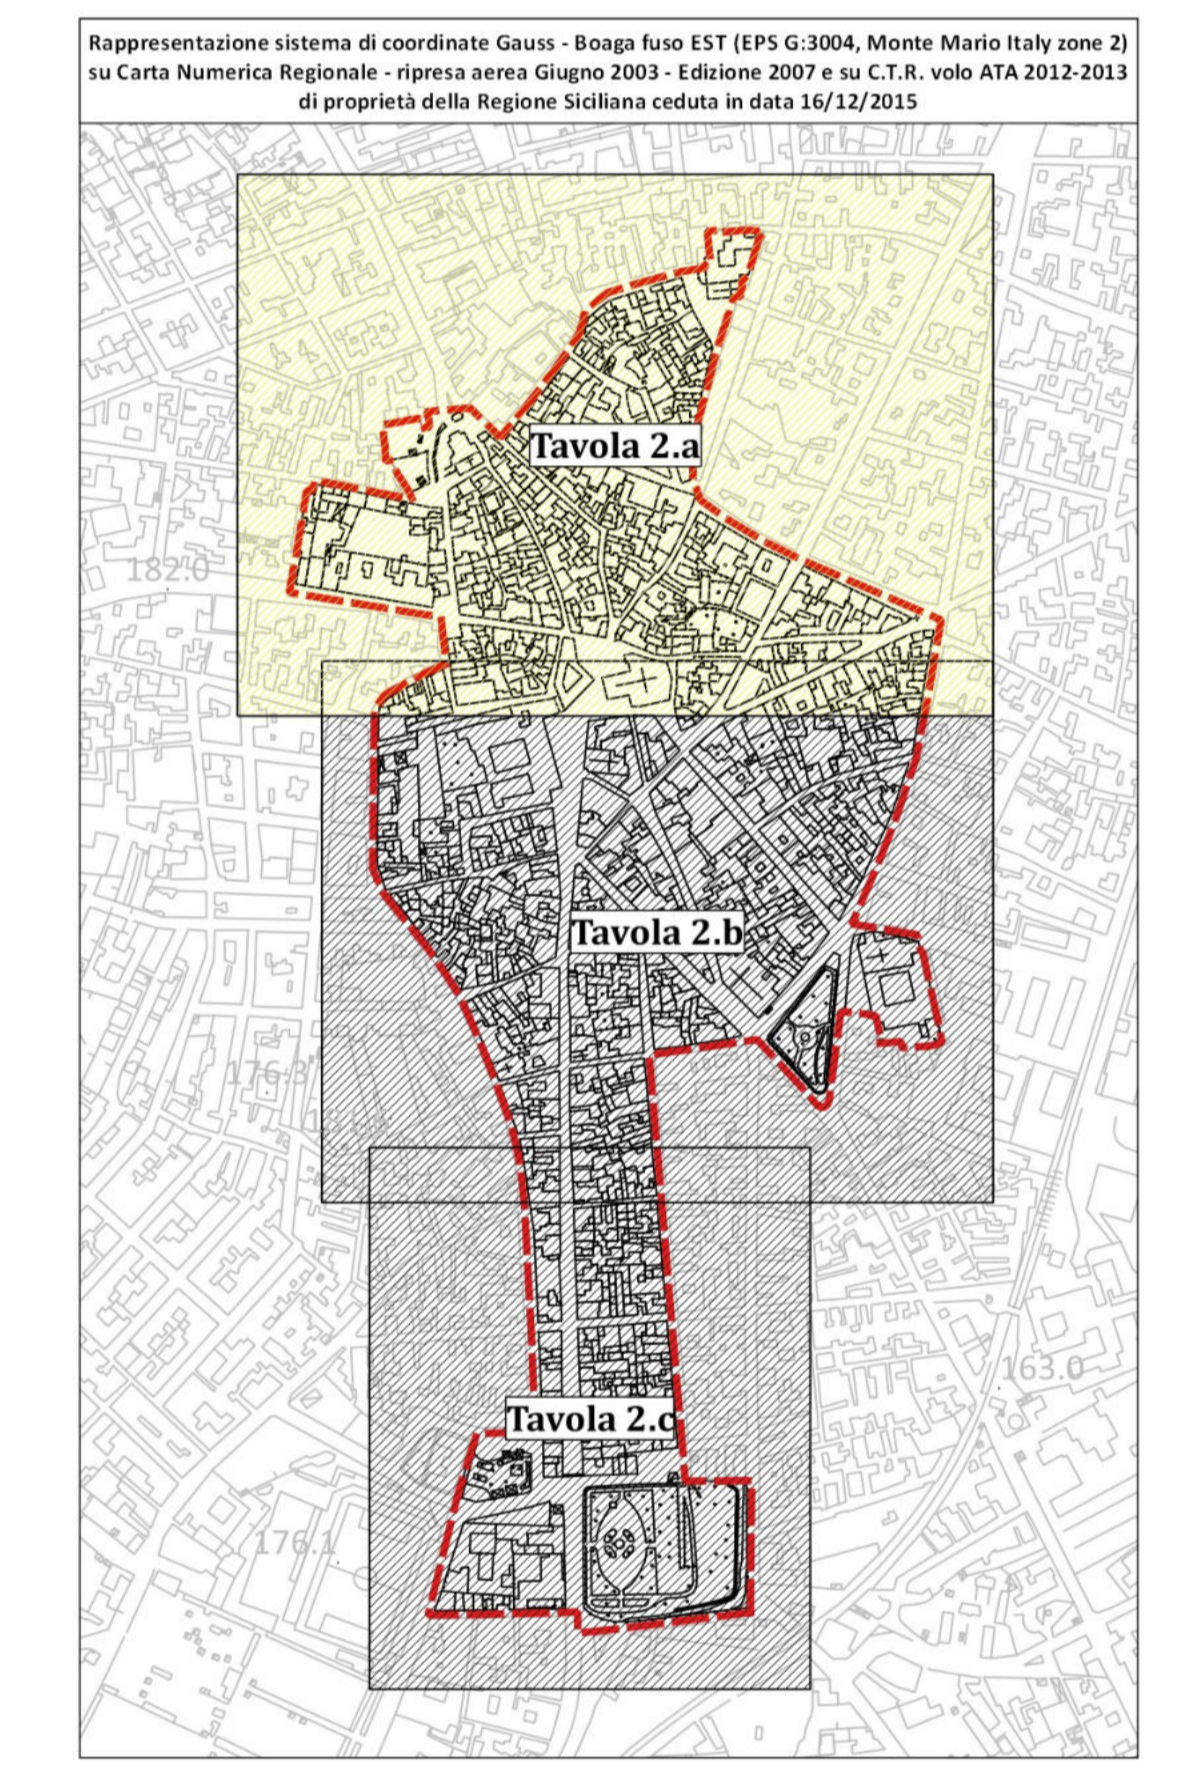 Rappresentazione sistema di coordinate Gauss - Boaga fuso EST (EPS G:3004, Monte Mario Italy zone 2)
su Carta Numerica Regionale - ripresa aerea Giugno 2003 - Edizione 2007 e su C.T.R. volo ATA 2012-2013
di proprietà della Regione Siciliana ceduta in data 16/12/2015
Tavola 2.a
182.0
Tavola 2.b
176.3
Tavola 2.c
163.0
176.1